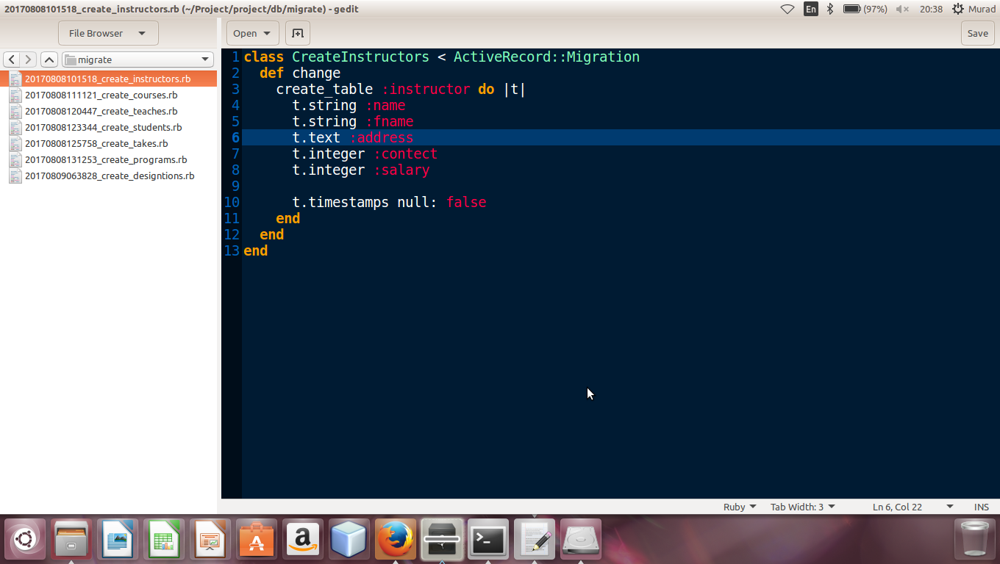 20170808101518_create_instructors.rb (~/Project/project/db/migrate) - gedit
En
(97%)
20:38
Murad
File Browser
Open
Save
migrate
20170808101518_create_instructors.rb
20170808111121_create_courses.rb
20170808120447_create_teaches.rb
20170808123344_create_students.rb
20170808125758_create_takes.rb
20170808131253_create_programs.rb
20170809063828_create_designtions.rb
1 class CreateInstructors < ActiveRecord::Migration
2   def change
3     create_table :instructor do |t|
4       t.string :name
5       t.string :fname
6       t.text :address
7       t.integer :contect
8       t.integer :salary
9
10       t.timestamps null: false
11     end
12   end
13 end
Ruby
Tab Width: 3
Ln 6, Col 22
INS